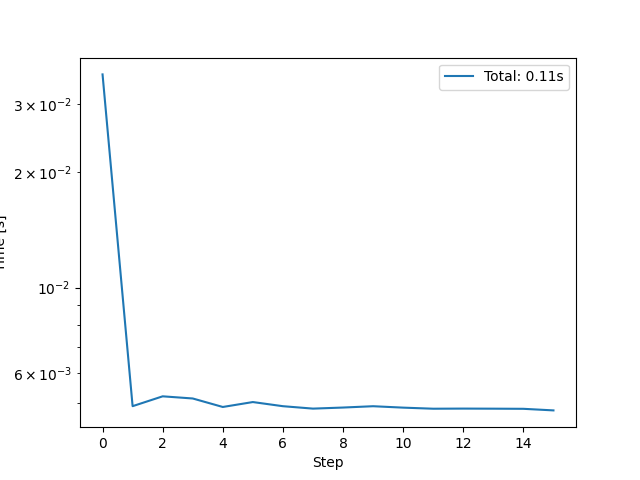 Total: 0.11s
3 × 10⁻²
2 × 10⁻²
10⁻²
6 × 10⁻³
[s]
0 2 4 6 8 10 12 14
Step